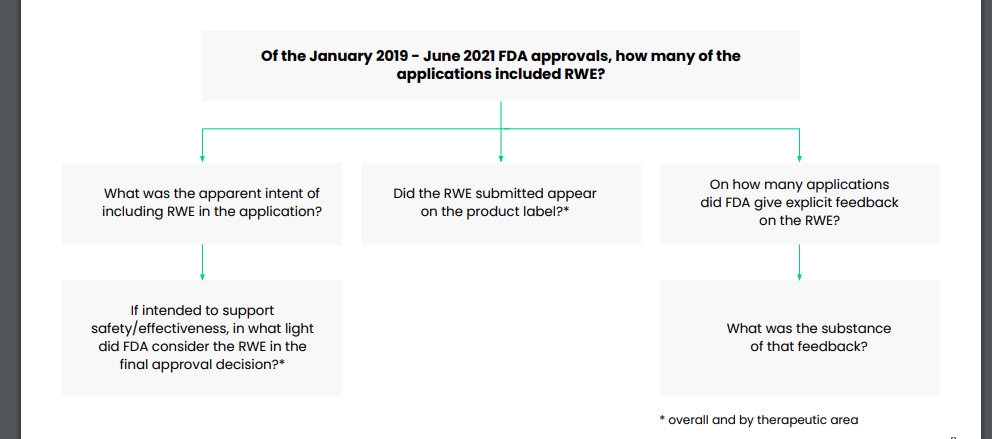 Of the January 2019 - June 2021 FDA approvals, how many of the
applications included RWE?
What was the apparent intent of
including RWE in the application?
Did the RWE submitted appear
on the product label?*
On how many applications
did FDA give explicit feedback
on the RWE?
If intended to support
safety/effectiveness, in what light
did FDA consider the RWE in the
final approval decision?*
What was the substance
of that feedback?
* overall and by therapeutic area